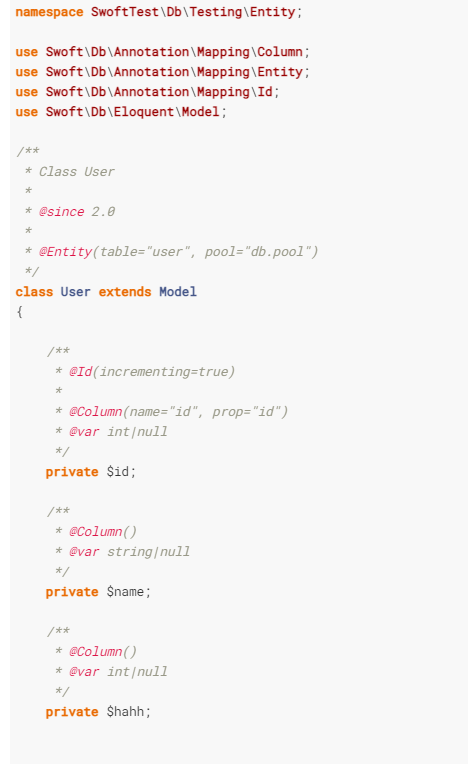 namespace SwoftTest\Db\Testing\Entity;
use Swoft\Db\Annotation\Mapping\Column;
use Swoft\Db\Annotation\Mapping\Entity;
use Swoft\Db\Annotation\Mapping\Id;
use Swoft\Db\Eloquent\Model;
/**
 * Class User
 *
 * @since 2.0
 *
 * @Entity(table="user", pool="db.pool")
 */
class User extends Model
{
    /**
     * @Id(incrementing=true)
     *
     * @Column(name="id", prop="id")
     * @var int|null
     */
    private $id;
    /**
     * @Column()
     * @var string|null
     */
    private $name;
    /**
     * @Column()
     * @var int|null
     */
    private $hahh;